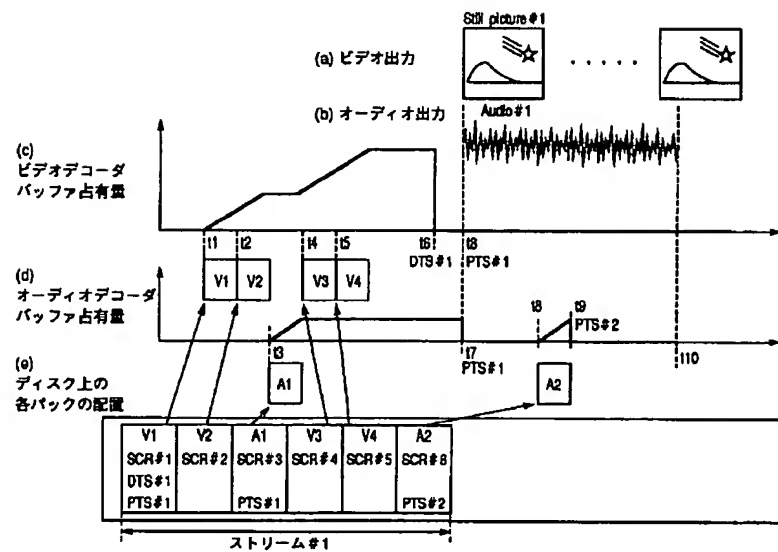 Still picture#1
(a) ビデオ出力
(b) オーディオ出力
Audio#1
(c)
ビデオデコーダ
バッファ占有量
t1 t2 t4 t5 t6 t8
DTS#1 PTS#1
V1 V2 V3 V4
(d)
オーディオデコーダ
バッファ占有量
t8 t9
PTS#2
t3 t7 t10
PTS#1
(e)
ディスク上の
各パックの配置
A1 A2
V1 V2 A1 V3 V4 A2
SCR#1 SCR#2 SCR#3 SCR#4 SCR#5 SCR#8
DTS#1
PTS#1 PTS#1 PTS#2
ストリーム#1